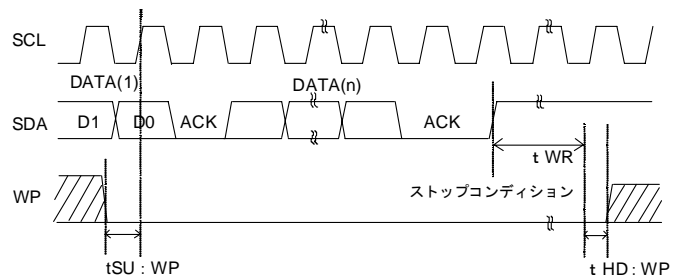 SCL
DATA(1) DATA(n)
SDA D1 D0 ACK ACK
t WR
WP ストップコンディション
tSU : WP t HD : WP